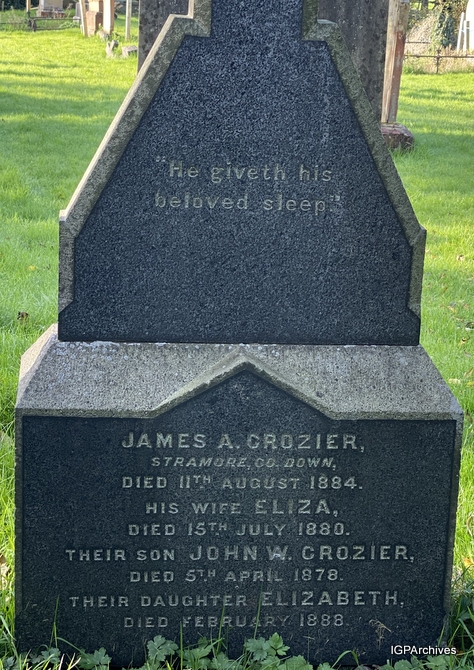 "He giveth his
beloved sleep"
JAMES A. CROZIER,
STRAMORE, CO. DOWN,
DIED 11TH AUGUST 1884.
HIS WIFE ELIZA,
DIED 15TH JULY 1880.
THEIR SON JOHN W. CROZIER,
DIED 5TH APRIL 1878.
THEIR DAUGHTER ELIZABETH,
DIED FEBRUARY 1888.
IGPArchives